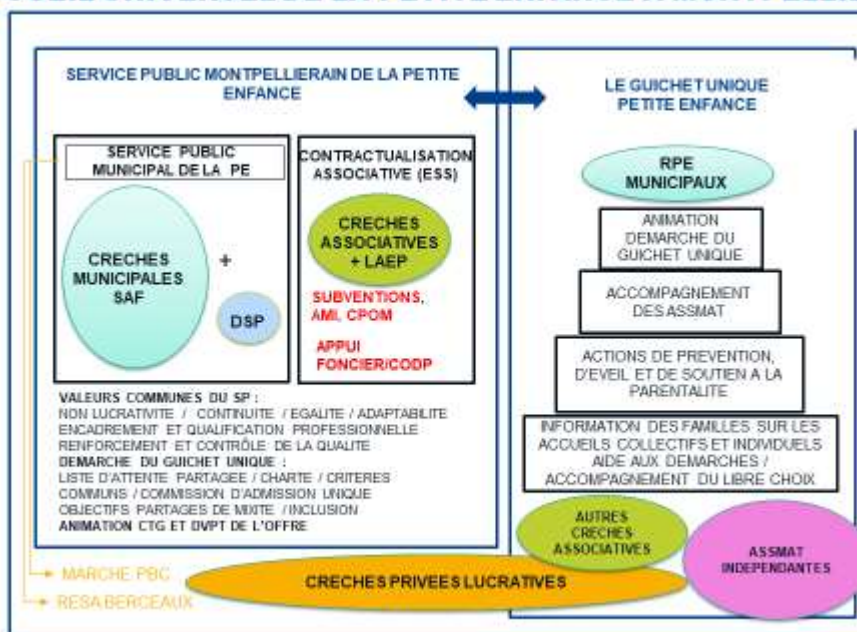 SERVICE PUBLIC MONTPELLIERAIN DE LA PETITE
ENFANCE
SERVICE PUBLIC
MUNICIPAL DE LA PE
CRECHES
MUNICIPALES
SAF
+
DSP
CONTRACTUALISATION
ASSOCIATIVE (ESS)
CRECHES
ASSOCIATIVES
+ LAEP
SUBVENTIONS,
AMI, CPOM
APPUI
FONCIER/CODP
VALEURS COMMUNES DU SP :
NON LUCRATIVITE / CONTINUITE / EGALITE / ADAPTABILITE
ENCADREMENT ET QUALIFICATION PROFESSIONNELLE
RENFORCEMENT ET CONTRÔLE DE LA QUALITE
DEMARCHE DU GUICHET UNIQUE :
LISTE D'ATTENTE PARTAGEE / CHARTE / CRITERES
COMMUNS / COMMISSION D'ADMISSION UNIQUE
OBJECTIFS PARTAGES DE MIXITE / INCLUSION
ANIMATION CTG ET DVPT DE L'OFFRE
LE GUICHET UNIQUE
PETITE ENFANCE
RPE
MUNICIPAUX
ANIMATION
DEMARCHE DU
GUICHET UNIQUE
ACCOMPAGNEMENT
DES ASSMAT
ACTIONS DE PREVENTION,
D'EVEIL ET DE SOUTIEN A LA
PARENTALITE
INFORMATION DES FAMILLES SUR LES
ACCUEILS COLLECTIFS ET INDIVIDUELS
AIDE AUX DEMARCHES /
ACCOMPAGNEMENT DU LIBRE CHOIX
AUTRES
CRECHES
ASSOCIATIVES
ASSMAT
INDEPENDANTES
CRECHES PRIVEES LUCRATIVES
MARCHE PBC
RESA BERCEAUX